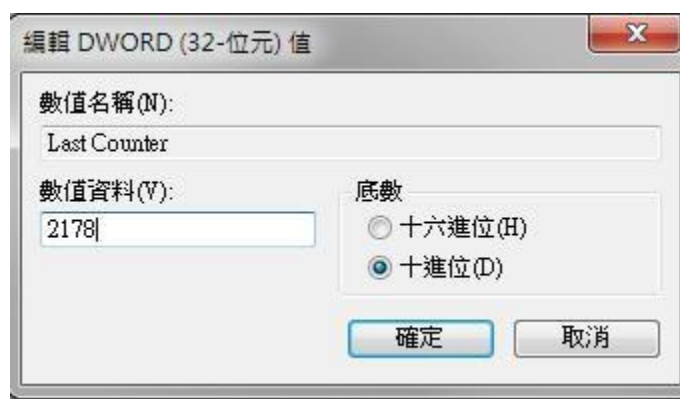 編輯 DWORD (32-位元) 值
數值名稱(N):
Last Counter
數值資料(V):
2178
底數
十六進位(H)
十進位(D)
確定
取消